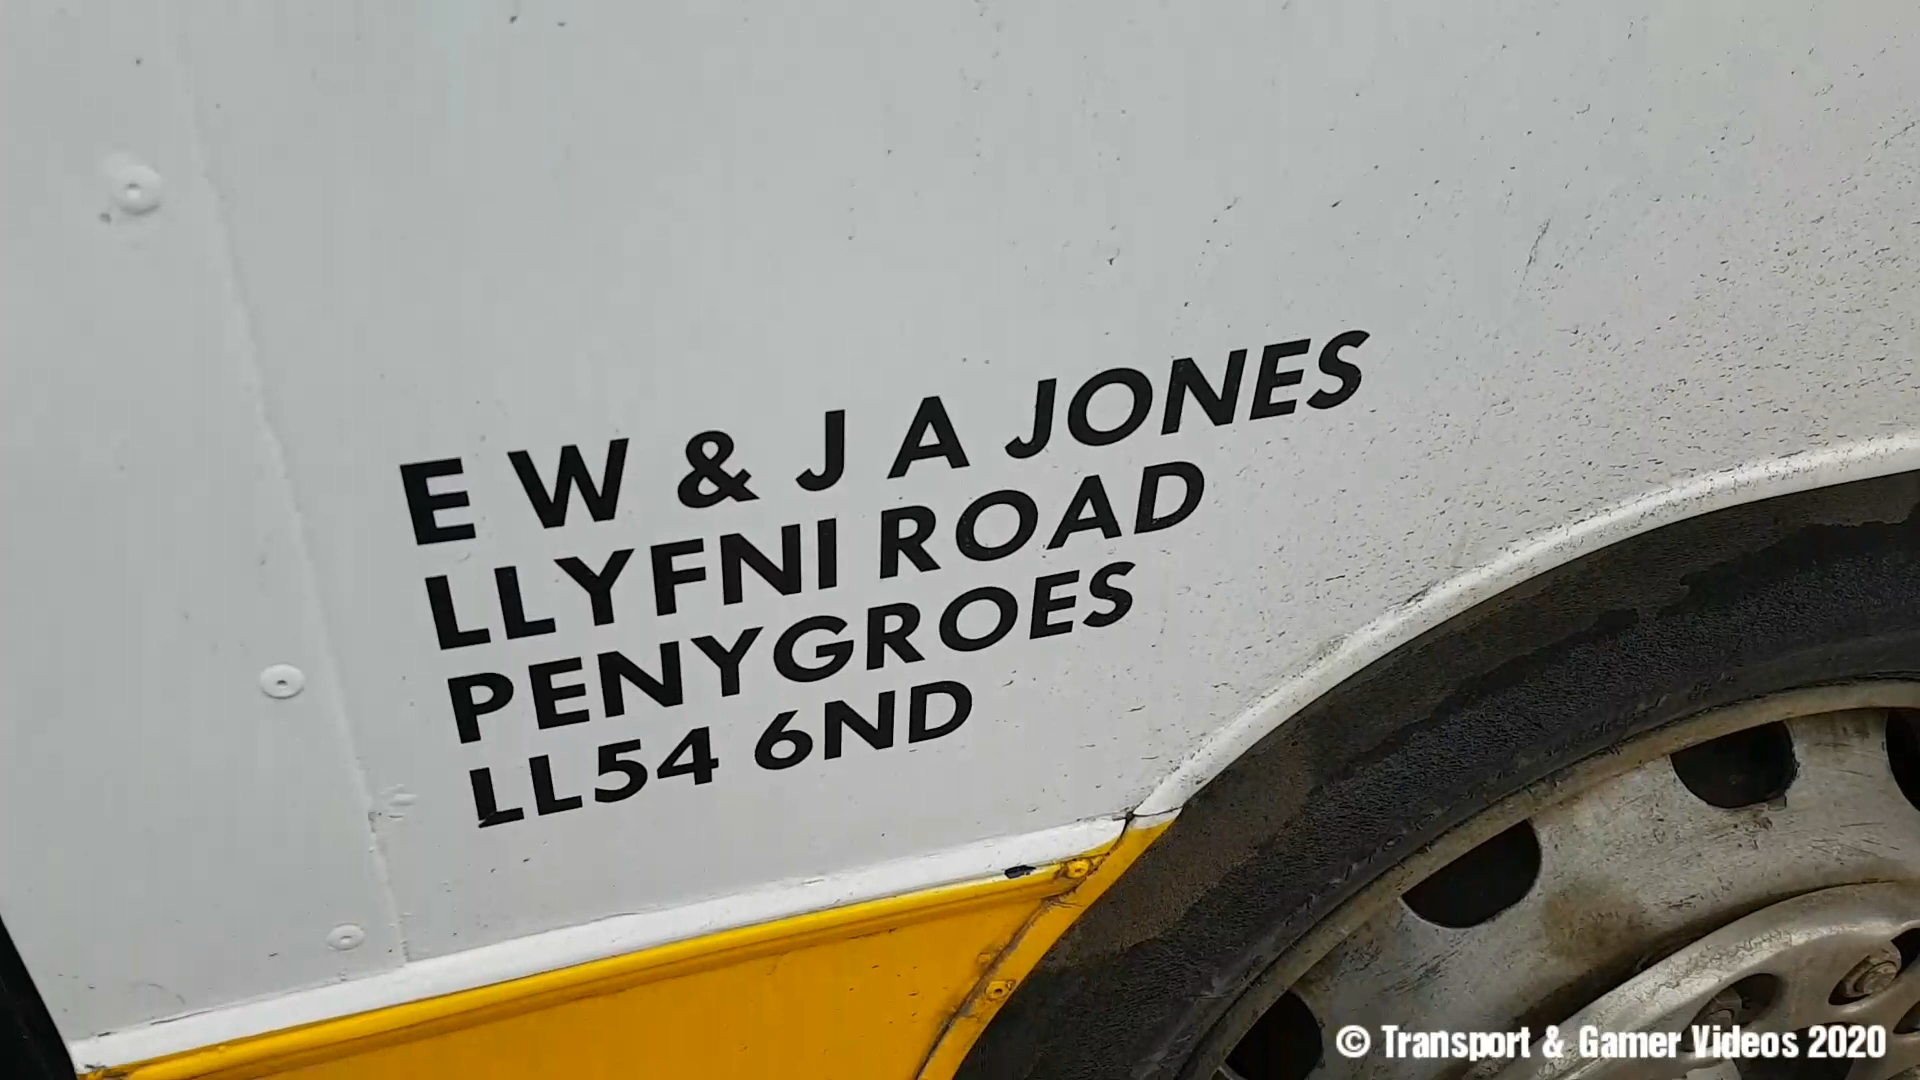 E W & J A JONES
LLYFNI ROAD
PENYGROES
LL54 6ND
© Transport & Gamer Videos 2020